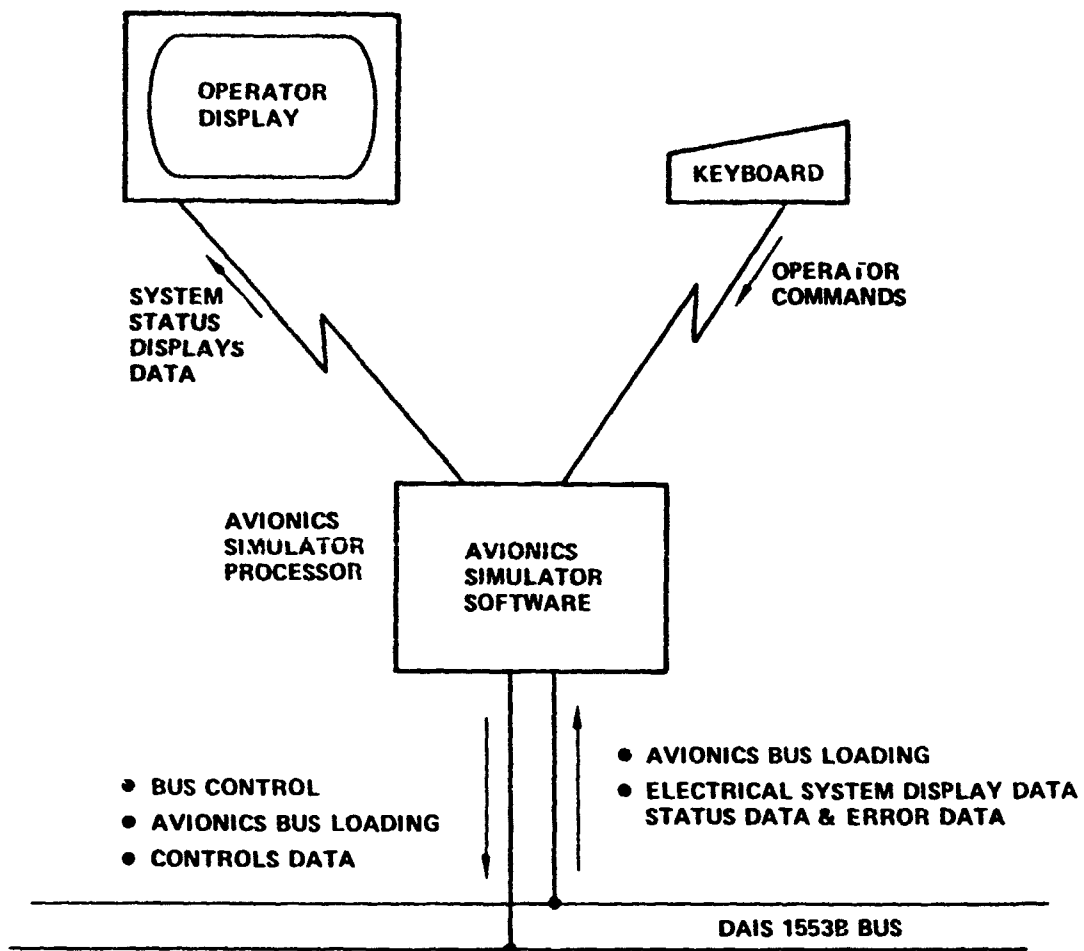 OPERATOR
DISPLAY
KEYBOARD
SYSTEM
STATUS
DISPLAYS
DATA
OPERATOR
COMMANDS
AVIONICS
SIMULATOR
PROCESSOR
AVIONICS
SIMULATOR
SOFTWARE
• BUS CONTROL
• AVIONICS BUS LOADING
• CONTROLS DATA
• AVIONICS BUS LOADING
• ELECTRICAL SYSTEM DISPLAY DATA
STATUS DATA & ERROR DATA
DAIS 1553B BUS